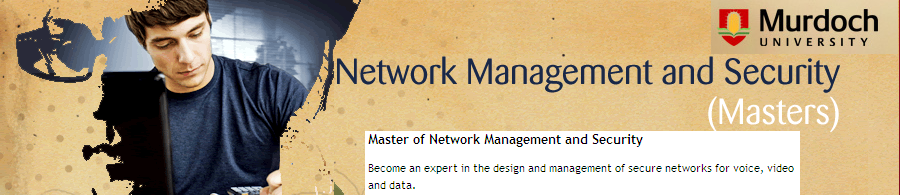 Murdoch
UNIVERSITY
Network Management and Security
(Masters)
Master of Network Management and Security
Become an expert in the design and management of secure networks for voice, video
and data.